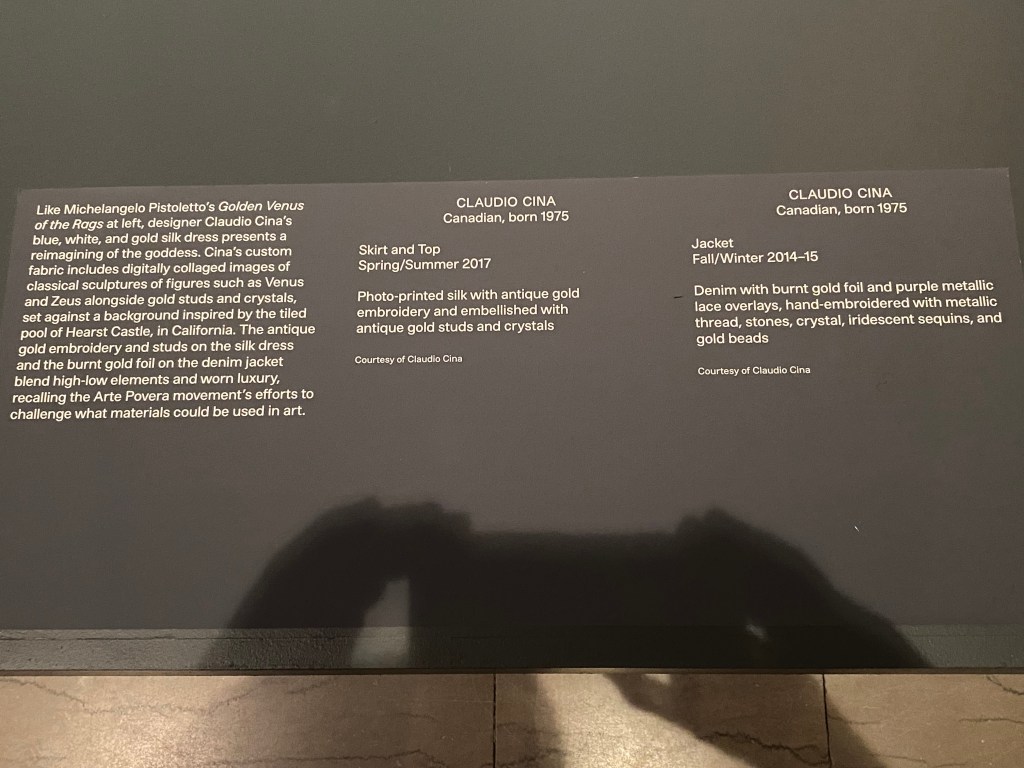 Like Michelangelo Pistoletto's Golden Venus
of the Rags at left, designer Claudio Cina's
blue, white, and gold silk dress presents a
reimagining of the goddess. Cina's custom
fabric includes digitally collaged images of
classical sculptures of figures such as Venus
and Zeus alongside gold studs and crystals,
set against a background inspired by the tiled
pool of Hearst Castle, in California. The antique
gold embroidery and studs on the silk dress
and the burnt gold foil on the denim jacket
blend high-low elements and worn luxury,
recalling the Arte Povera movement's efforts to
challenge what materials could be used in art.
CLAUDIO CINA
Canadian, born 1975
Skirt and Top
Spring/Summer 2017
Photo-printed silk with antique gold
embroidery and embellished with
antique gold studs and crystals
Courtesy of Claudio Cina
CLAUDIO CINA
Canadian, born 1975
Jacket
Fall/Winter 2014–15
Denim with burnt gold foil and purple metallic
lace overlays, hand-embroidered with metallic
thread, stones, crystal, iridescent sequins, and
gold beads
Courtesy of Claudio Cina